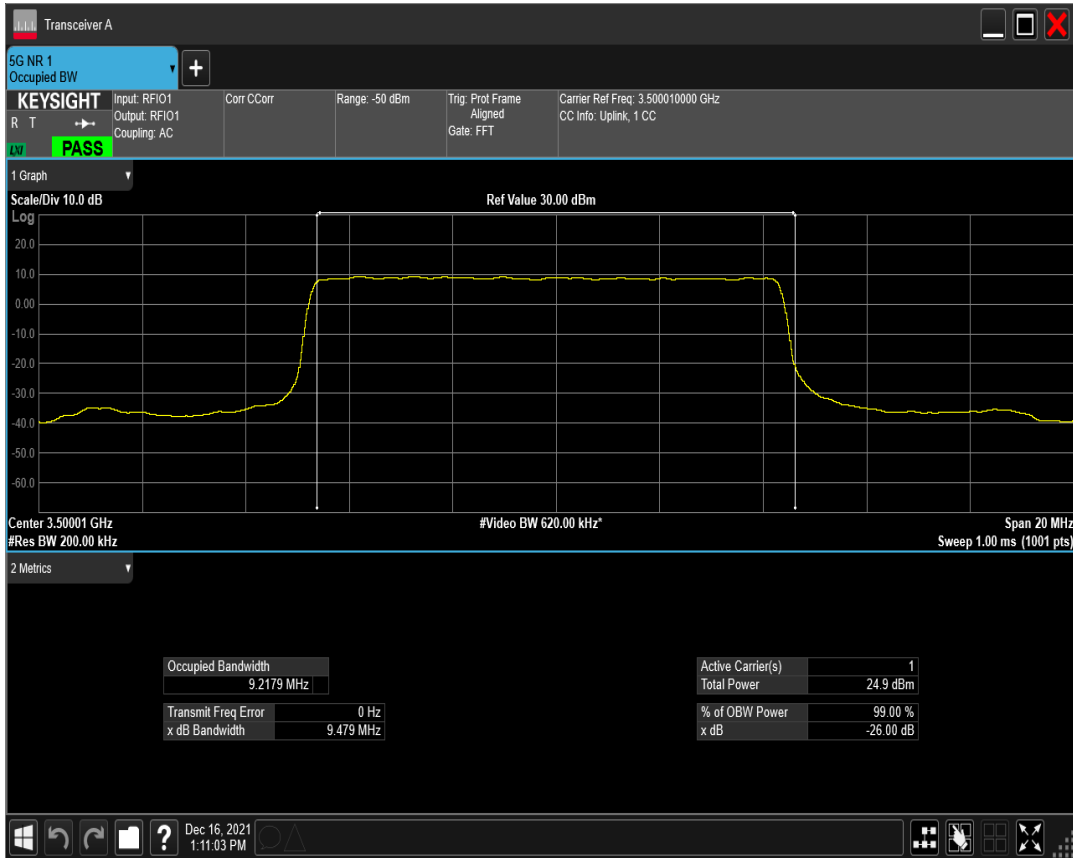 Transceiver A
5G NR 1
Occupied BW
+
KEYSIGHT
R T
LXI
PASS
Input: RFIO1
Output: RFIO1
Coupling: AC
Corr CCorr
Range: -50 dBm
Trig: Prot Frame
Aligned
Gate: FFT
Carrier Ref Freq: 3.500010000 GHz
CC Info: Uplink, 1 CC
1 Graph
Scale/Div 10.0 dB
Ref Value 30.00 dBm
Log
20.0
10.0
0.00
-10.0
-20.0
-30.0
-40.0
-50.0
-60.0
Center 3.50001 GHz
#Video BW 620.00 kHz*
Span 20 MHz
#Res BW 200.00 kHz
Sweep 1.00 ms (1001 pts)
2 Metrics
Occupied Bandwidth
9.2179 MHz
Transmit Freq Error 0 Hz
x dB Bandwidth 9.479 MHz
Active Carrier(s) 1
Total Power 24.9 dBm
% of OBW Power 99.00 %
x dB -26.00 dB
?
Dec 16, 2021
1:11:03 PM